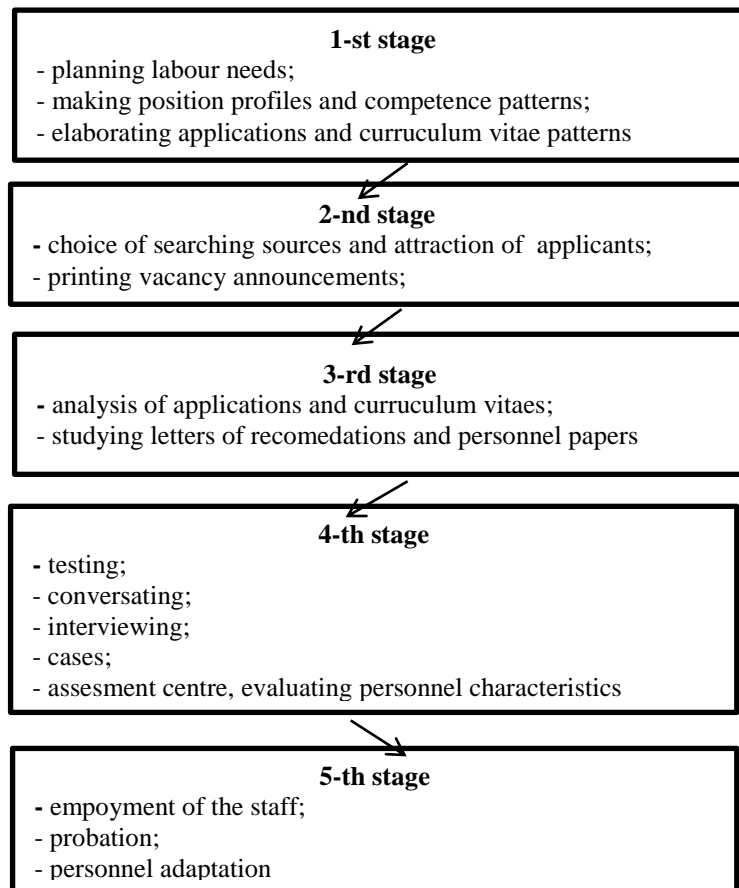 1-st stage
- planning labour needs;
- making position profiles and competence patterns;
- elaborating applications and curruculum vitae patterns
2-nd stage
- choice of searching sources and attraction of applicants;
- printing vacancy announcements;
3-rd stage
- analysis of applications and curruculum vitaes;
- studying letters of recomedations and personnel papers
4-th stage
- testing;
- conversating;
- interviewing;
- cases;
- assesment centre, evaluating personnel characteristics
5-th stage
- empoyment of the staff;
- probation;
- personnel adaptation